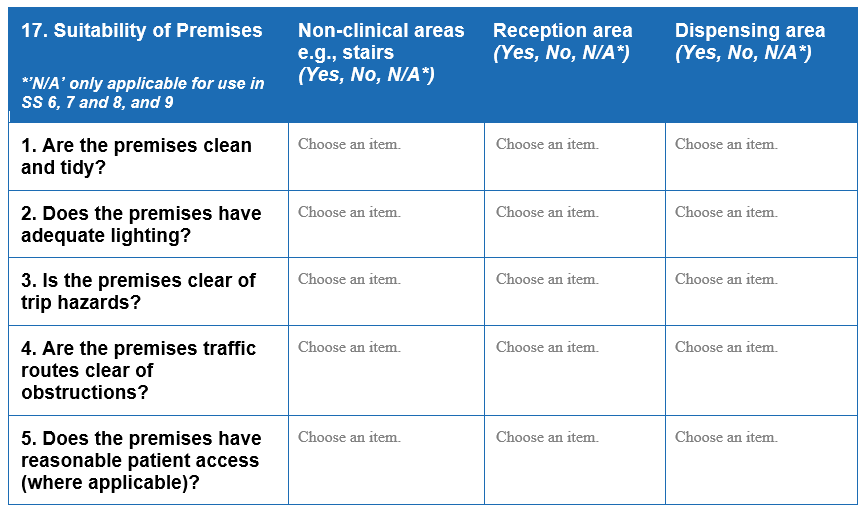 17. Suitability of Premises
*'N/A' only applicable for use in
SS 6, 7 and 8, and 9
Non-clinical areas
e.g., stairs
(Yes, No, N/A*)
Reception area
(Yes, No, N/A*)
Dispensing area
(Yes, No, N/A*)
1. Are the premises clean
and tidy?
Choose an item.
Choose an item.
Choose an item.
2. Does the premises have
adequate lighting?
Choose an item.
Choose an item.
Choose an item.
3. Is the premises clear of
trip hazards?
Choose an item.
Choose an item.
Choose an item.
4. Are the premises traffic
routes clear of
obstructions?
Choose an item.
Choose an item.
Choose an item.
5. Does the premises have
reasonable patient access
(where applicable)?
Choose an item.
Choose an item.
Choose an item.